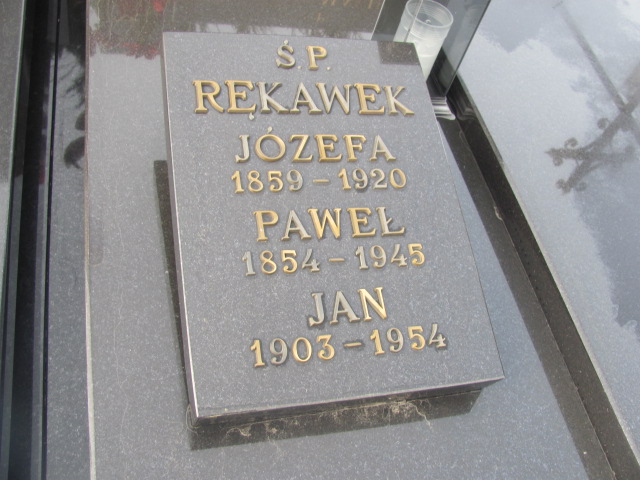 Ś P.
RĘKAWEK
JÓZEFA
1859 – 1920
PAWEŁ
1854 – 1945
JAN
1903 – 1954